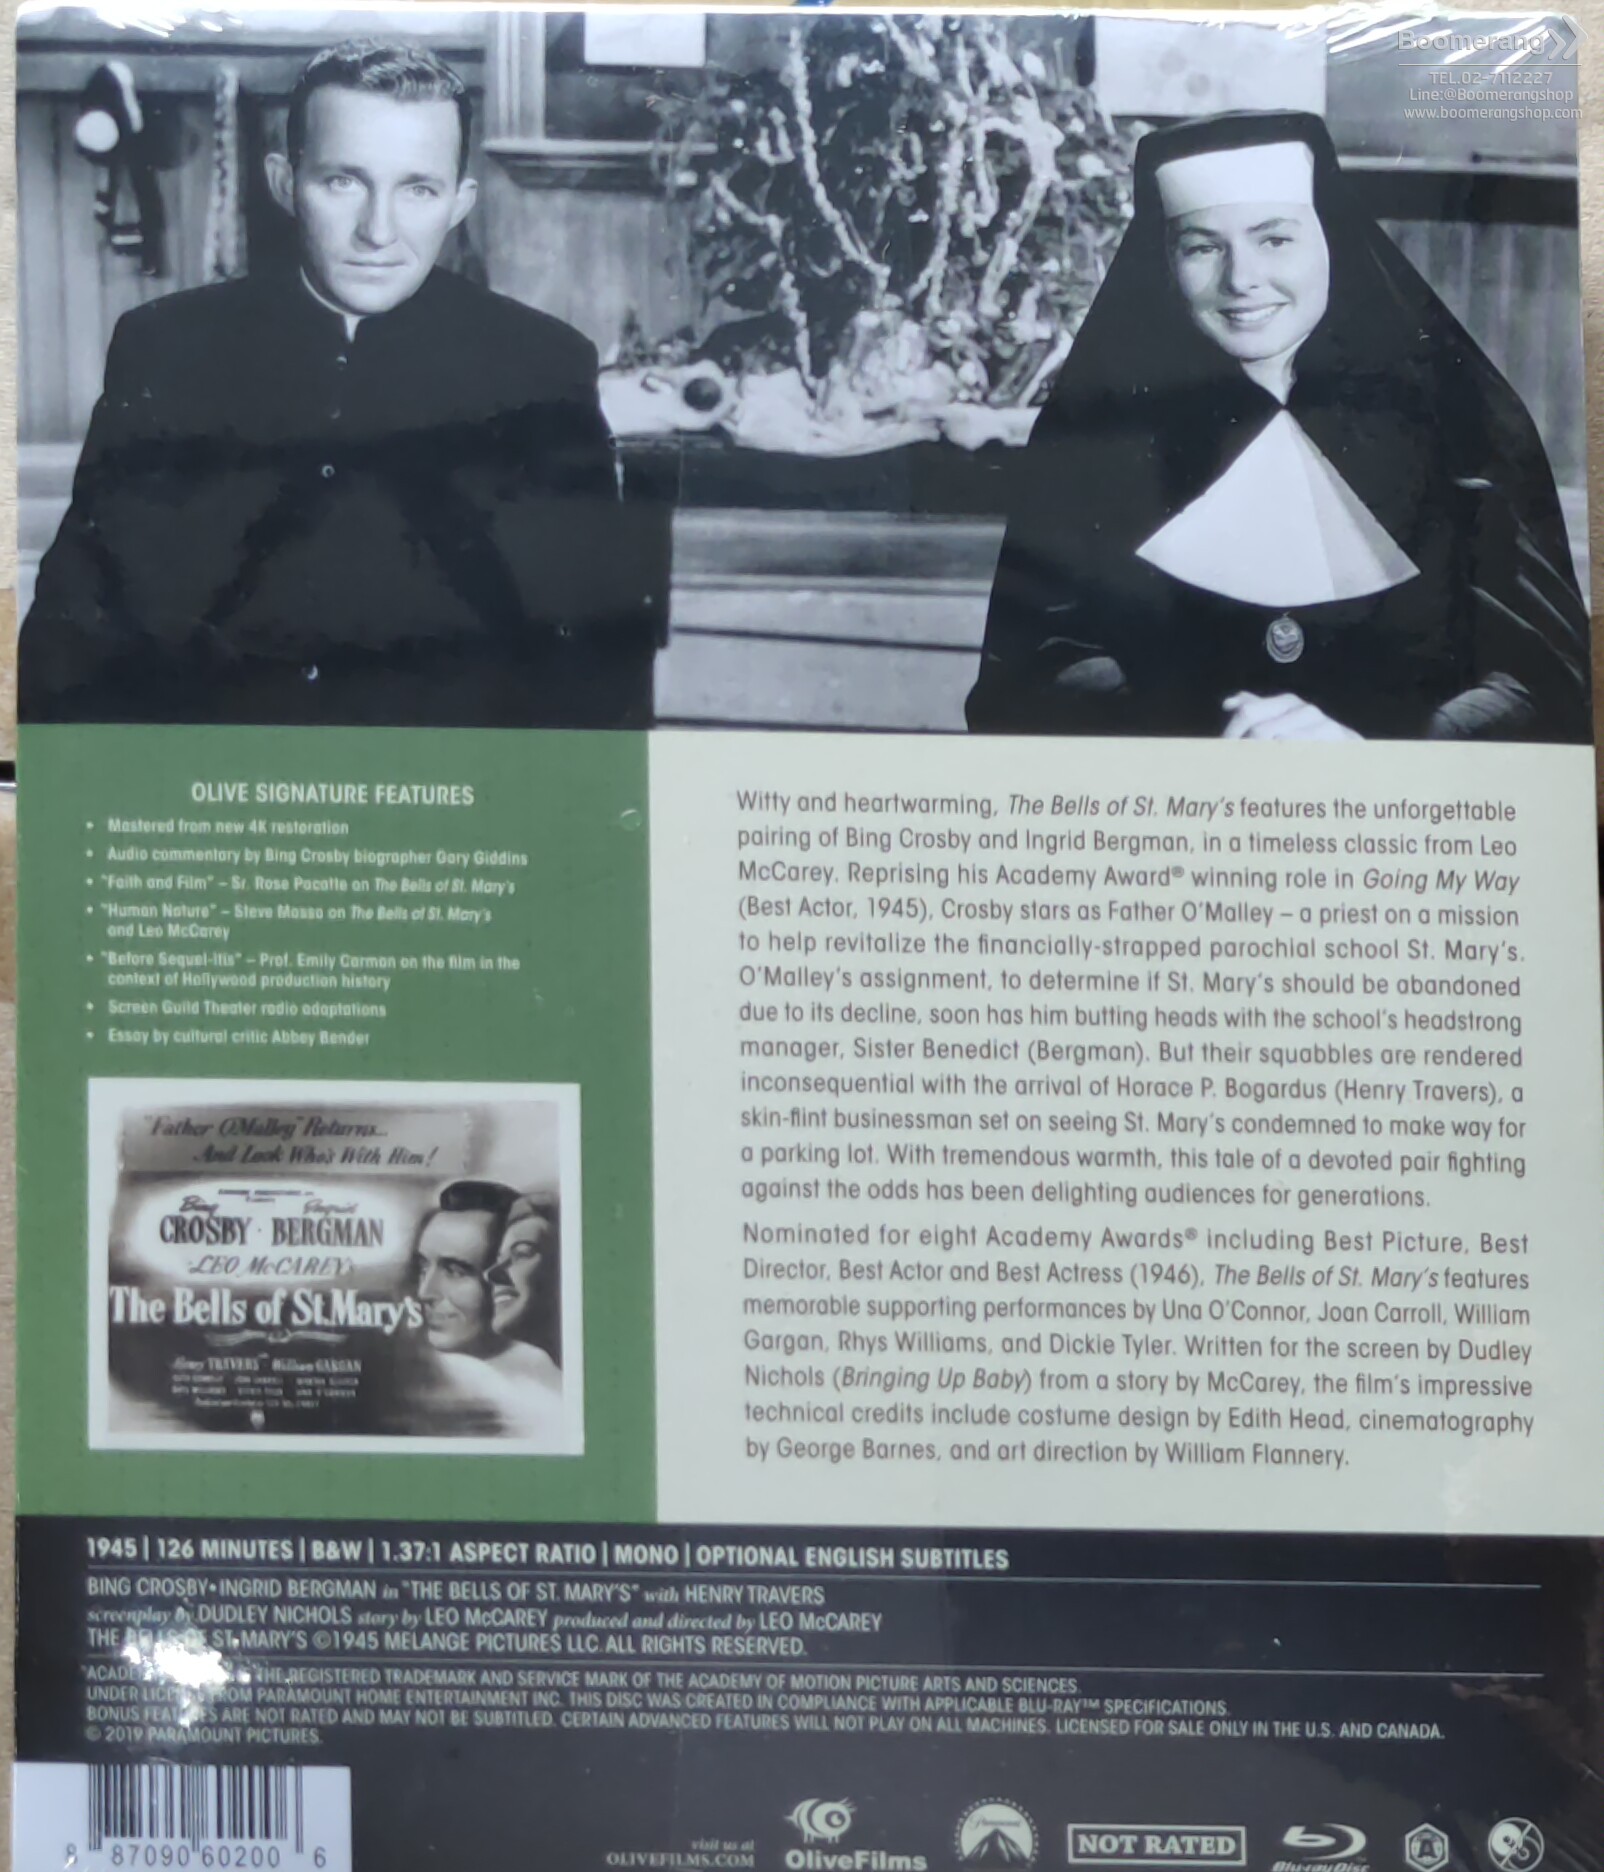 Boomerang
TEL.02-7112227
Line:@Boomerangshop
www.boomerangshop.com
OLIVE SIGNATURE FEATURES
• Mastered from new 4K restoration
• Audio commentary by Bing Crosby biographer Gary Giddins
• "Faith and Film" – Sr. Rose Pacatte on The Bells of St. Mary's
• "Human Nature" – Steve Massa on The Bells of St. Mary's
and Leo McCarey
• "Before Sequel-itis" – Prof. Emily Carman on the film in the
context of Hollywood production history
• Screen Guild Theater radio adaptations
• Essay by cultural critic Abbey Bender
"Father O'Malley" Returns...
And Look Who's With Him!
Bing Ingrid
CROSBY · BERGMAN
LEO McCAREY'S
The Bells of St. Mary's
Henry TRAVERS William GARGAN
Witty and heartwarming, The Bells of St. Mary's features the unforgettable
pairing of Bing Crosby and Ingrid Bergman, in a timeless classic from Leo
McCarey. Reprising his Academy Award® winning role in Going My Way
(Best Actor, 1945), Crosby stars as Father O'Malley – a priest on a mission
to help revitalize the financially-strapped parochial school St. Mary's.
O'Malley's assignment, to determine if St. Mary's should be abandoned
due to its decline, soon has him butting heads with the school's headstrong
manager, Sister Benedict (Bergman). But their squabbles are rendered
inconsequential with the arrival of Horace P. Bogardus (Henry Travers), a
skin-flint businessman set on seeing St. Mary's condemned to make way for
a parking lot. With tremendous warmth, this tale of a devoted pair fighting
against the odds has been delighting audiences for generations.
Nominated for eight Academy Awards® including Best Picture, Best
Director, Best Actor and Best Actress (1946), The Bells of St. Mary's features
memorable supporting performances by Una O'Connor, Joan Carroll, William
Gargan, Rhys Williams, and Dickie Tyler. Written for the screen by Dudley
Nichols (Bringing Up Baby) from a story by McCarey, the film's impressive
technical credits include costume design by Edith Head, cinematography
by George Barnes, and art direction by William Flannery.
1945 | 126 MINUTES | B&W | 1.37:1 ASPECT RATIO | MONO | OPTIONAL ENGLISH SUBTITLES
BING CROSBY • INGRID BERGMAN in "THE BELLS OF ST. MARY'S" with HENRY TRAVERS
screenplay by DUDLEY NICHOLS story by LEO McCAREY produced and directed by LEO McCAREY
THE BELLS OF ST. MARY'S ©1945 MELANGE PICTURES LLC. ALL RIGHTS RESERVED.
THE REGISTERED TRADEMARK AND SERVICE MARK OF THE ACADEMY OF MOTION PICTURE ARTS AND SCIENCES.
UNDER LICENSE FROM PARAMOUNT HOME ENTERTAINMENT INC. THIS DISC WAS CREATED IN COMPLIANCE WITH APPLICABLE BLU-RAY™ SPECIFICATIONS.
BONUS FEATURES ARE NOT RATED AND MAY NOT BE SUBTITLED. CERTAIN ADVANCED FEATURES WILL NOT PLAY ON ALL MACHINES. LICENSED FOR SALE ONLY IN THE U.S. AND CANADA.
© 2019 PARAMOUNT PICTURES.
8 87090 60200 6
visit us at
OLIVEFILMS.COM
OliveFilms
Paramount
NOT RATED
Blu-ray Disc
A